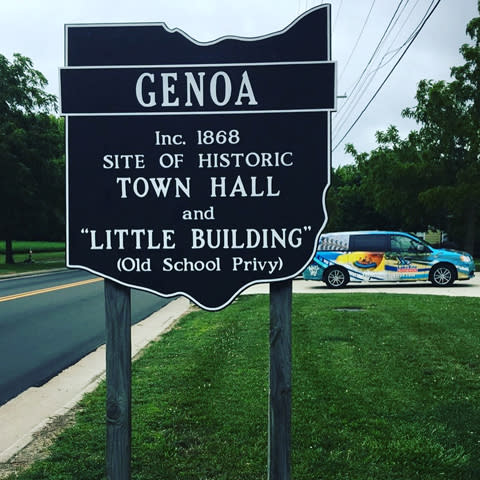 GENOA
Inc. 1868
SITE OF HISTORIC
TOWN HALL
and
"LITTLE BUILDING"
(Old School Privy)